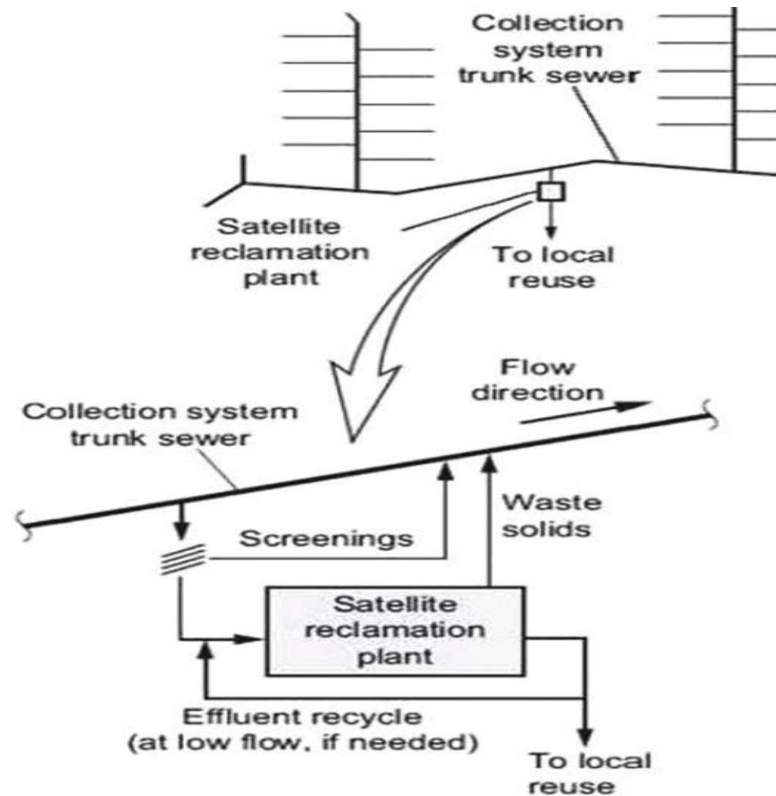 Collection
system
trunk sewer
Satellite
reclamation
plant
To local
reuse
Flow
direction
Collection system
trunk sewer
Waste
solids
Screenings
Satellite
reclamation
plant
Effluent recycle
(at low flow, if needed)
To local
reuse